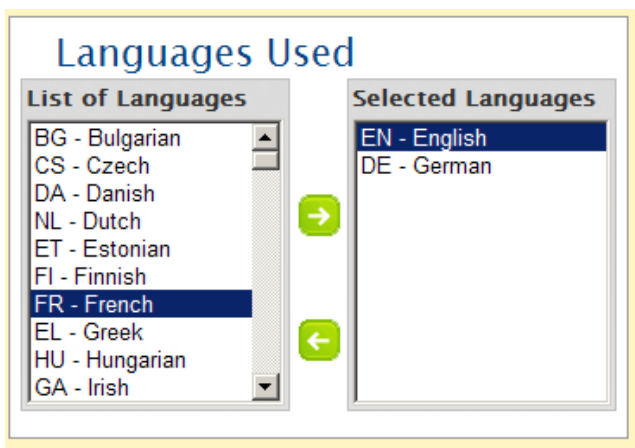 Languages Used
List of Languages
BG - Bulgarian
CS - Czech
DA - Danish
NL - Dutch
ET - Estonian
FI - Finnish
FR - French
EL - Greek
HU - Hungarian
GA - Irish
Selected Languages
EN - English
DE - German